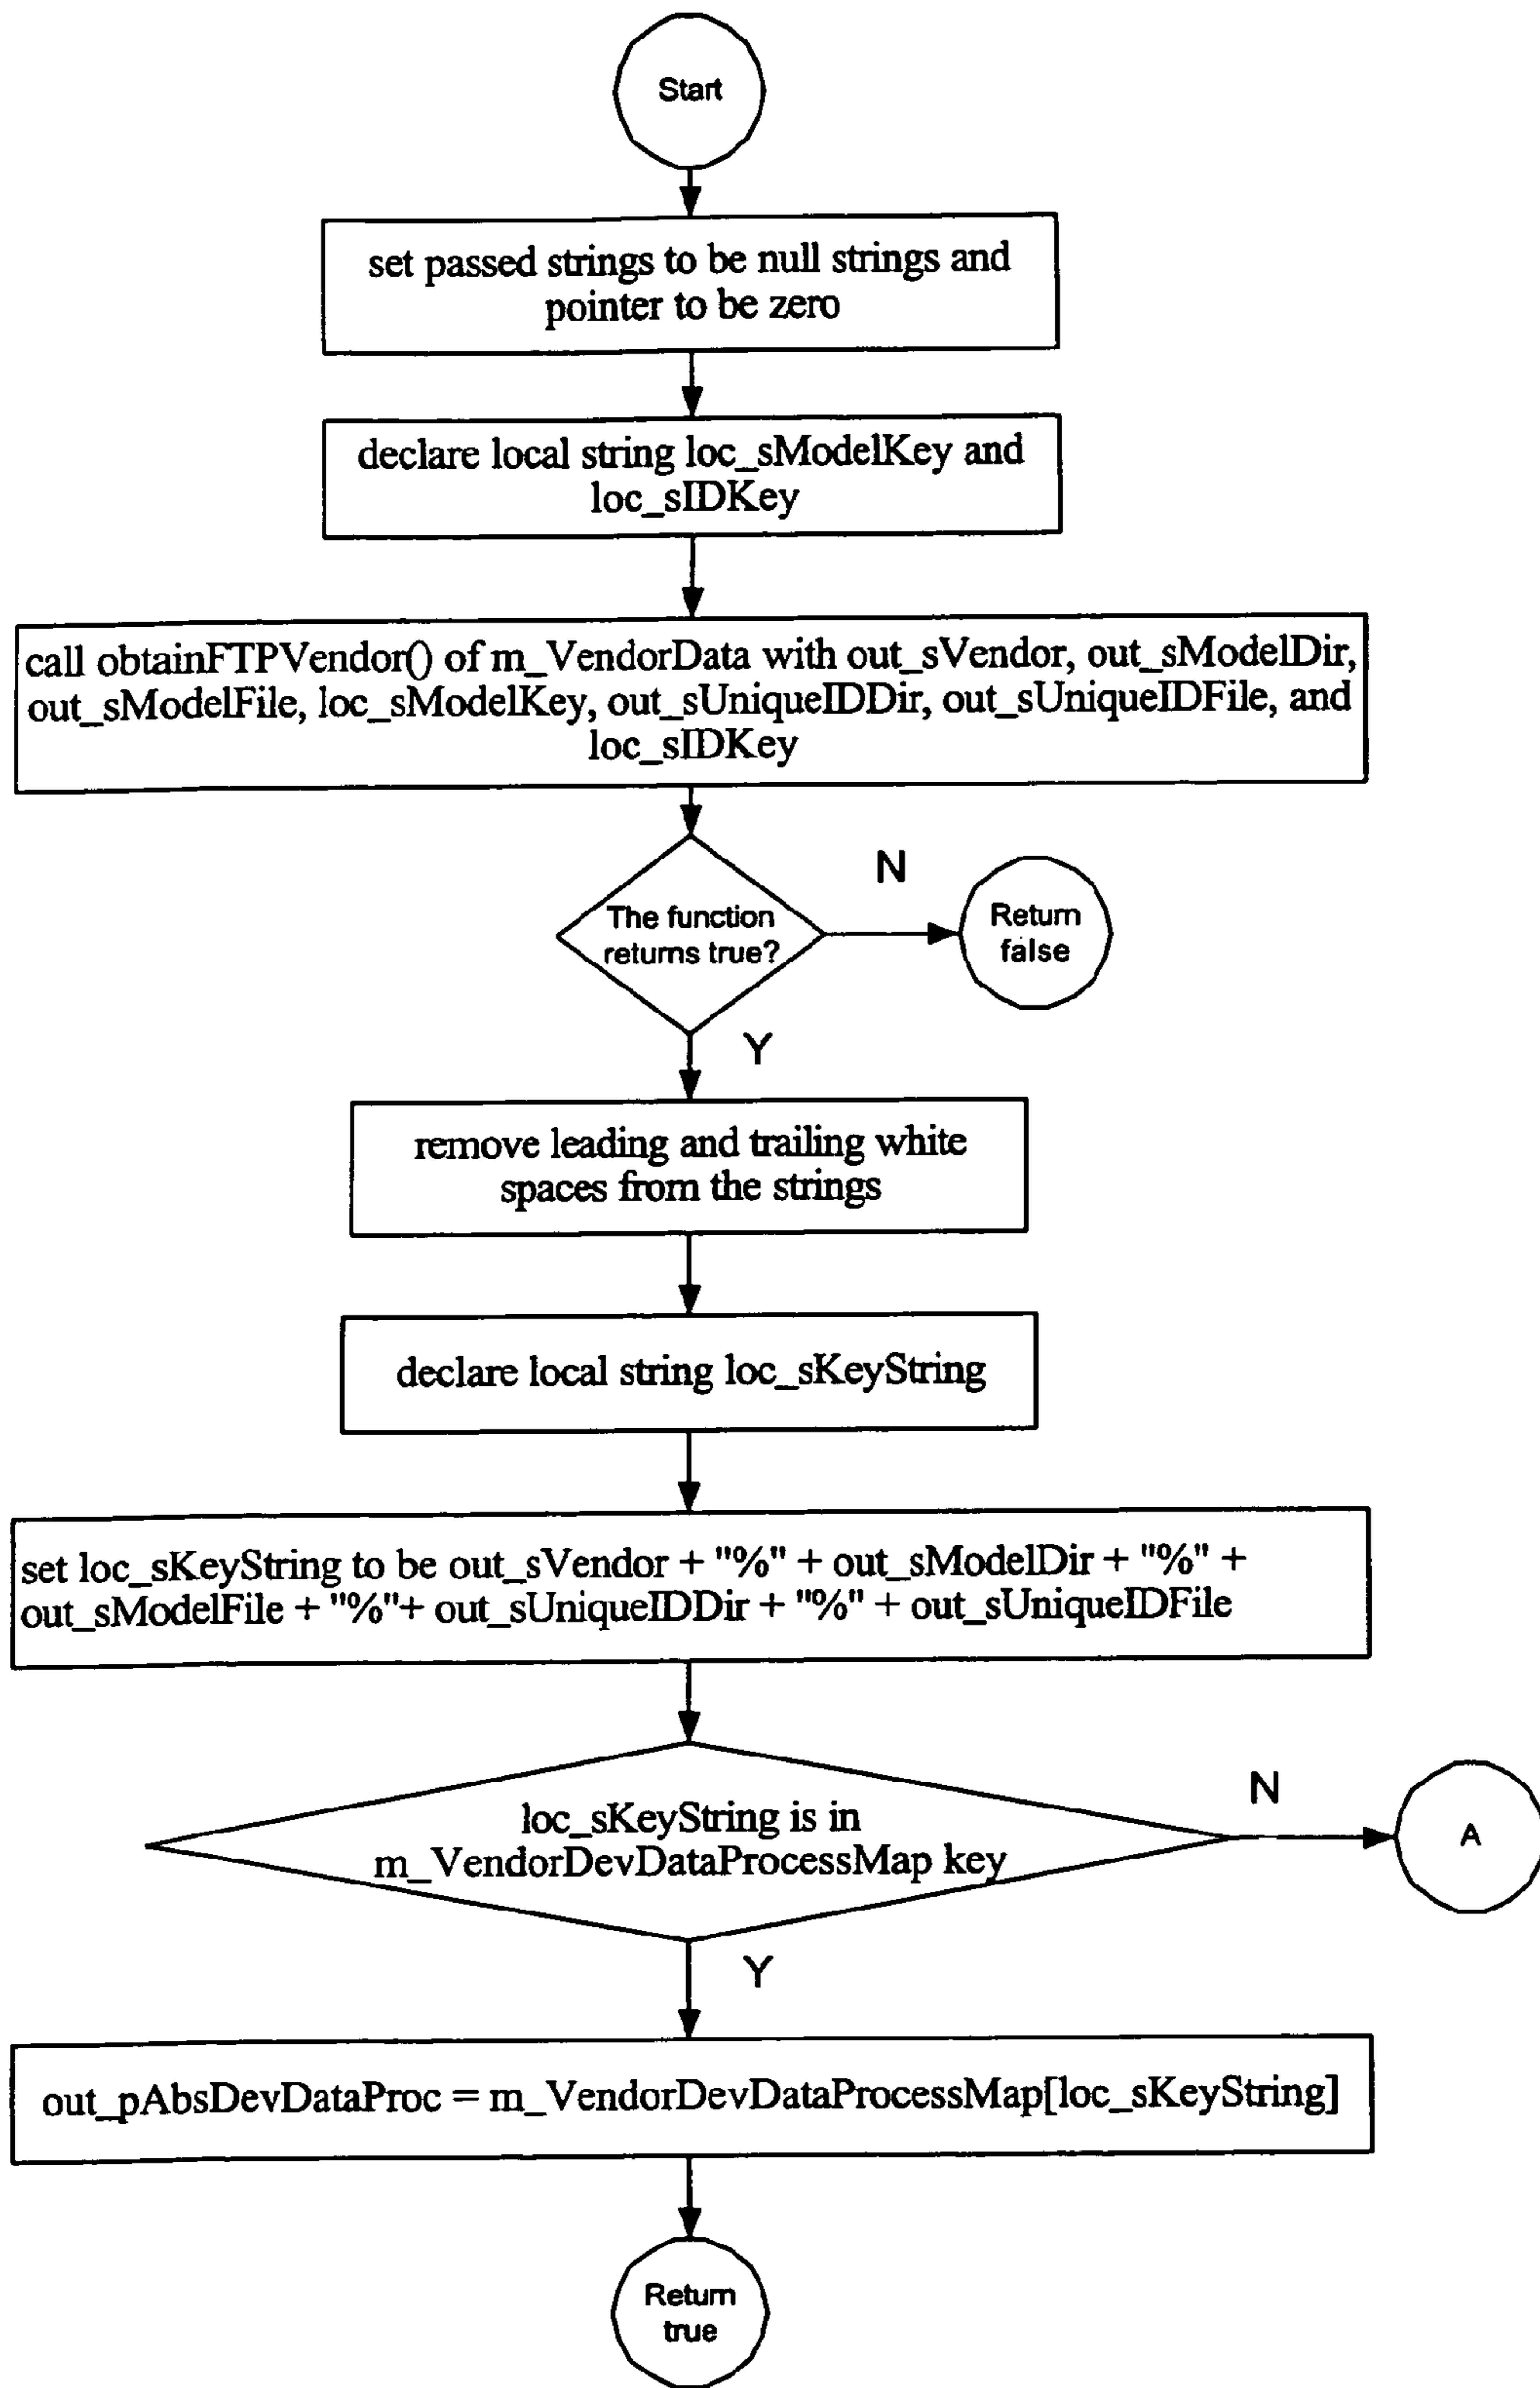 Start
set passed strings to be null strings and
pointer to be zero
declare local string loc_sModelKey and
loc_sIDKey
call obtainFTPVendor() of m_VendorData with out_sVendor, out_sModelDir,
out_sModelFile, loc_sModelKey, out_sUniqueIDDir, out_sUniqueIDFile, and
loc_sIDKey
The function
returns true?
N
Return
false
Y
remove leading and trailing white
spaces from the strings
declare local string loc_sKeyString
set loc_sKeyString to be out_sVendor + "%" + out_sModelDir + "%" +
out_sModelFile + "%"+ out_sUniqueIDDir + "%" + out_sUniqueIDFile
loc_sKeyString is in
m_VendorDevDataProcessMap key
N
A
Y
out_pAbsDevDataProc = m_VendorDevDataProcessMap[loc_sKeyString]
Return
true